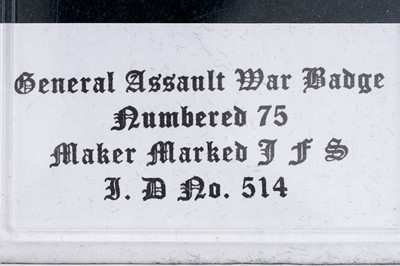 General Assault War Badge
Numbered 75
Maker Marked J F S
I. D No. 514